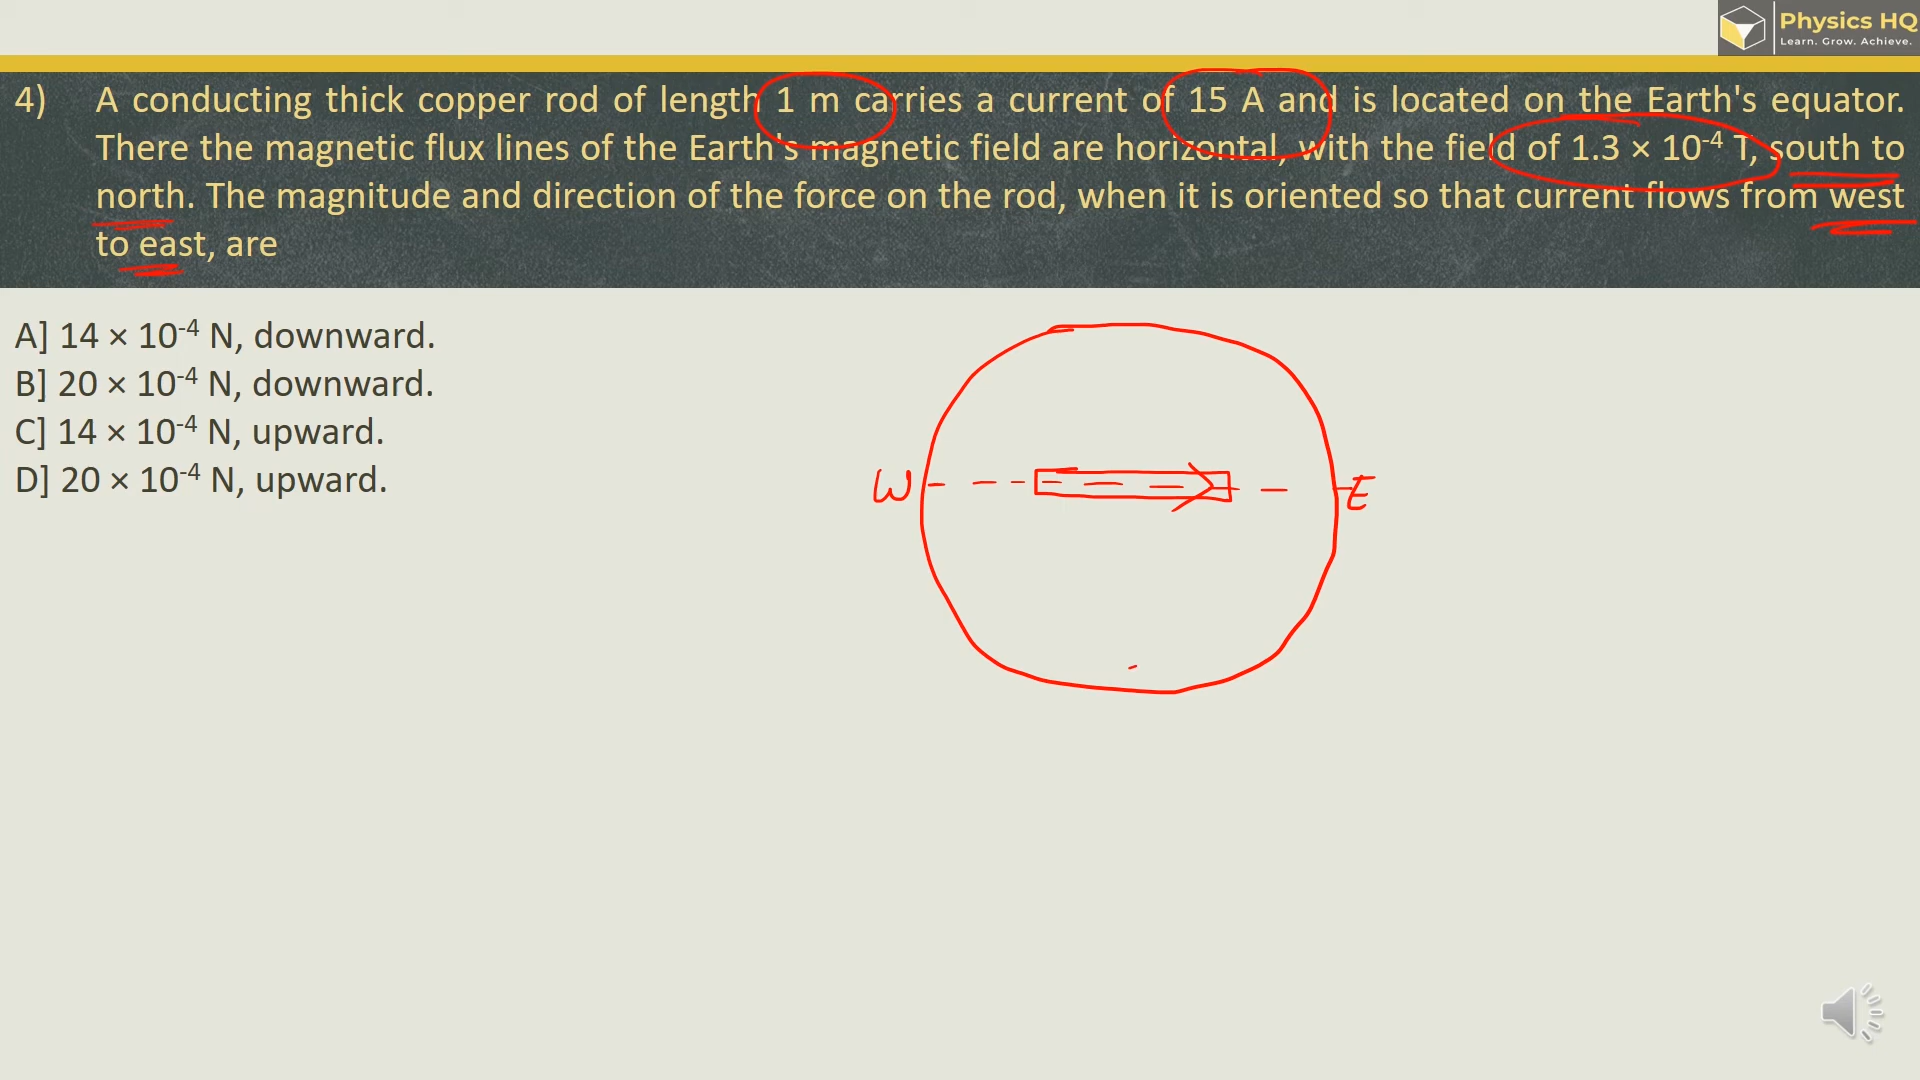 Physics HQ
Learn. Grow. Achieve.
4) A conducting thick copper rod of length 1 m carries a current of 15 A and is located on the Earth's equator.
There the magnetic flux lines of the Earth's magnetic field are horizontal, with the field of 1.3 × 10⁻⁴ T, south to
north. The magnitude and direction of the force on the rod, when it is oriented so that current flows from west
to east, are
A] 14 × 10⁻⁴ N, downward.
B] 20 × 10⁻⁴ N, downward.
C] 14 × 10⁻⁴ N, upward.
D] 20 × 10⁻⁴ N, upward.
W E